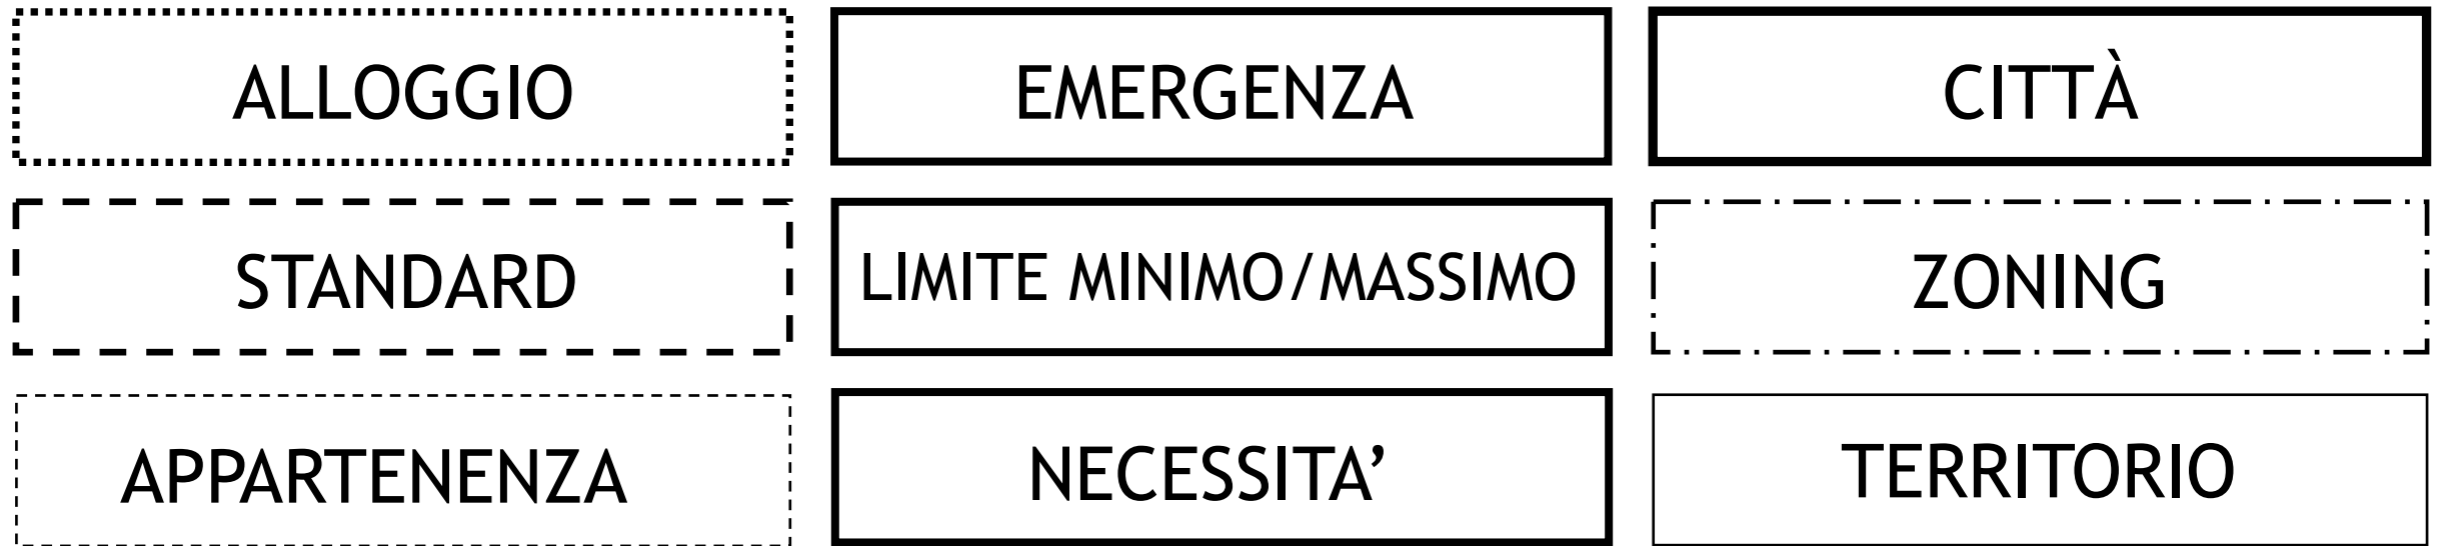 ALLOGGIO
EMERGENZA
CITTÀ
STANDARD
LIMITE MINIMO/MASSIMO
ZONING
APPARTENENZA
NECESSITA’
TERRITORIO